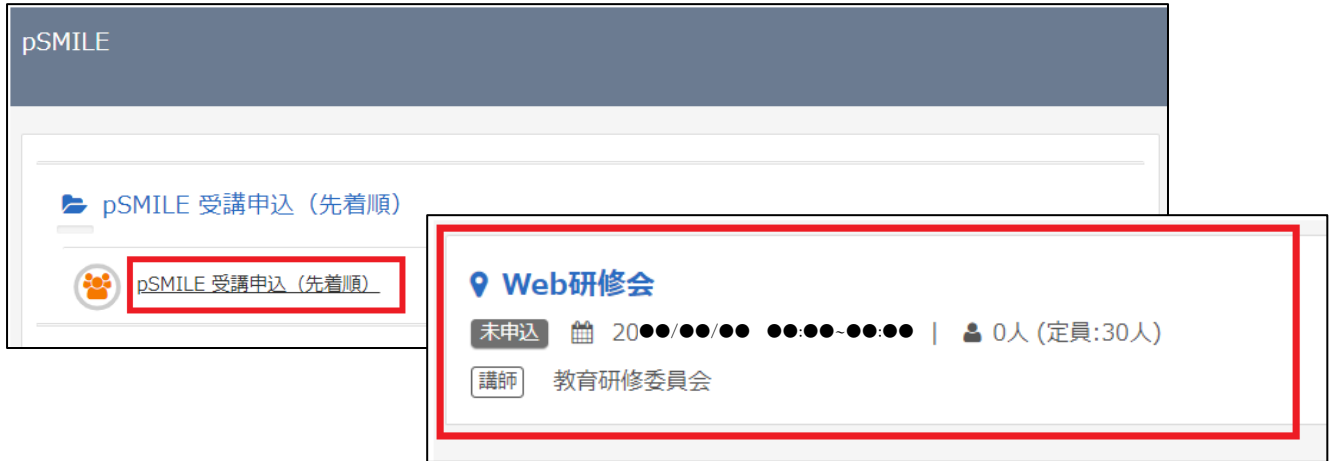 pSMILE
pSMILE 受講申込（先着順）
pSMILE 受講申込（先着順）
Web研修会
未申込 20●●/●●/●● ●●:●●~●●:●● | 0人 (定員:30人)
講師 教育研修委員会